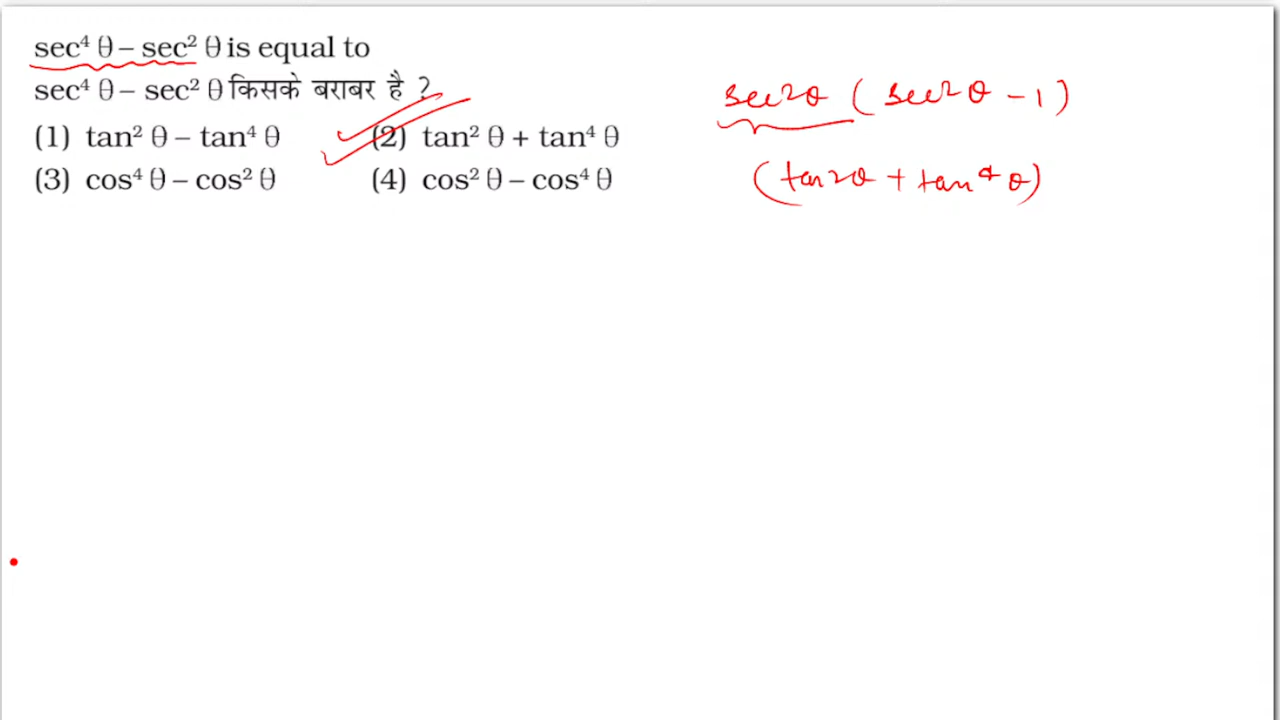 sec⁴ θ – sec² θ is equal to
sec⁴ θ – sec² θ किसके बराबर है ?
(1) tan² θ – tan⁴ θ (2) tan² θ + tan⁴ θ
(3) cos⁴ θ – cos² θ (4) cos² θ – cos⁴ θ
sec²θ (sec²θ – 1)
(tan²θ + tan⁴θ)